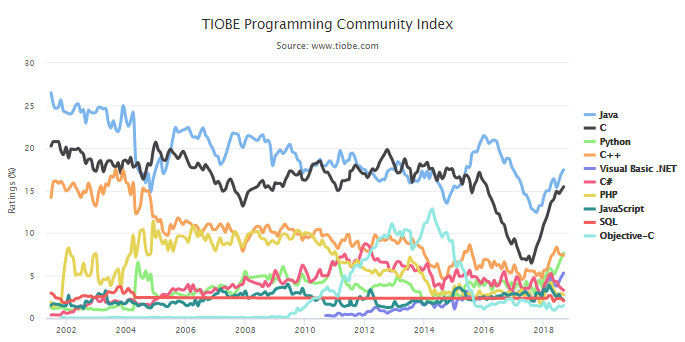 TIOBE Programming Community Index
Source: www.tiobe.com
30
25
20
15
10
5
0
Ratings (%)
2002 2004 2006 2008 2010 2012 2014 2016 2018
Java
C
Python
C++
Visual Basic .NET
C#
PHP
JavaScript
SQL
Objective-C